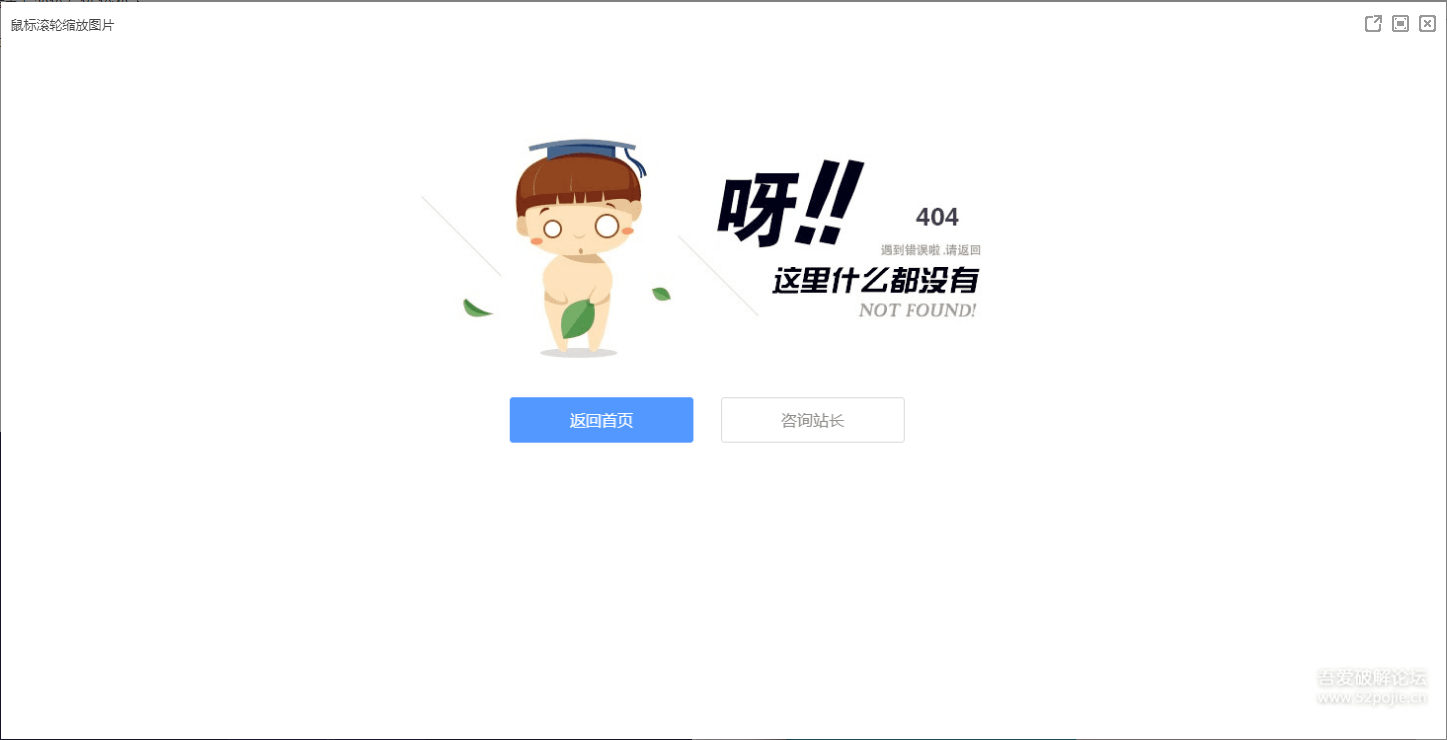 鼠标滚轮缩放图片
呀!!
404
遇到错误啦 .请返回
这里什么都没有
NOT FOUND!
返回首页
咨询站长
吾爱破解论坛
www.52pojie.cn